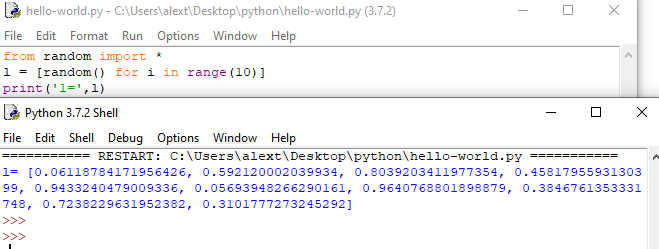 hello-world.py - C:\Users\alext\Desktop\python\hello-world.py (3.7.2)
File Edit Format Run Options Window Help
from random import *
l = [random() for i in range(10)]
print('l=',l)
Python 3.7.2 Shell
File Edit Shell Debug Options Window Help
=========== RESTART: C:\Users\alext\Desktop\python\hello-world.py ===========
l= [0.06118784171956426, 0.592120002039934, 0.8039203411977354, 0.45817955931303
99, 0.9433240479009336, 0.05693948266290161, 0.9640768801898879, 0.3846761353331
748, 0.7238229631952382, 0.3101777273245292]
>>>
>>>